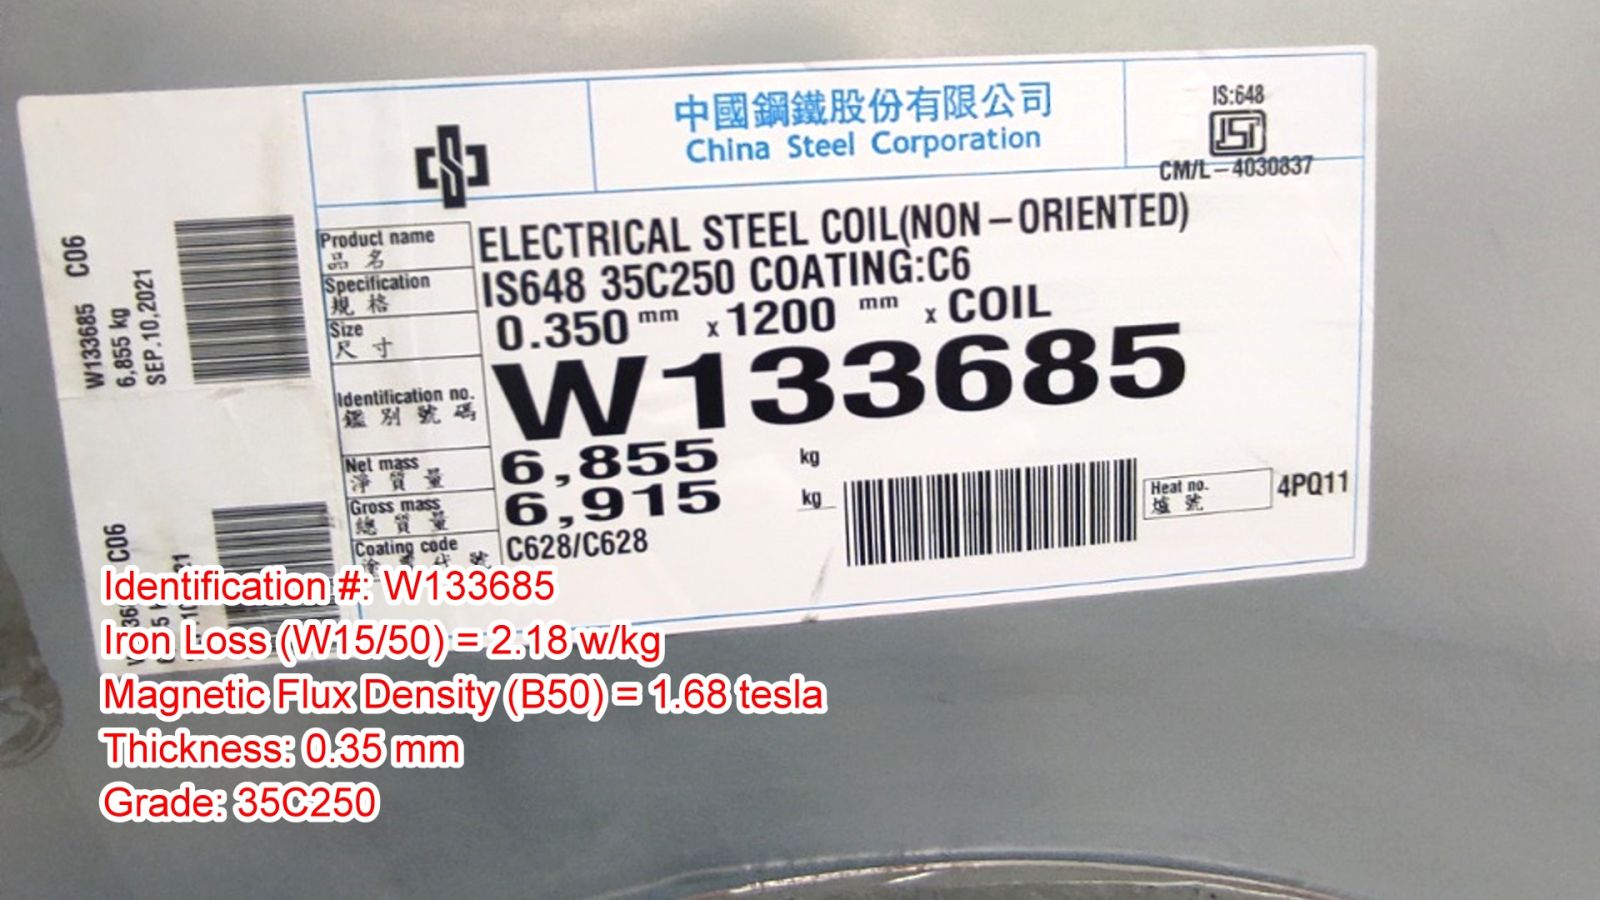 中國鋼鐵股份有限公司
China Steel Corporation
IS:648
CM/L-4030837
Product name
品名
ELECTRICAL STEEL COIL(NON-ORIENTED)
Specification
規格
IS648 35C250 COATING:C6
Size
尺寸
0.350 mm x 1200 mm x COIL
Identification no.
鑑別號碼
W133685
Net mass
淨質量
6,855 kg
Gross mass
總質量
6,915 kg
Coating code
C628/C628
Heat no.
爐號
4PQ11
W133685 C06
6,855 kg
SEP.10,2021
C06
Identification #: W133685
Iron Loss (W15/50) = 2.18 w/kg
Magnetic Flux Density (B50) = 1.68 tesla
Thickness: 0.35 mm
Grade: 35C250